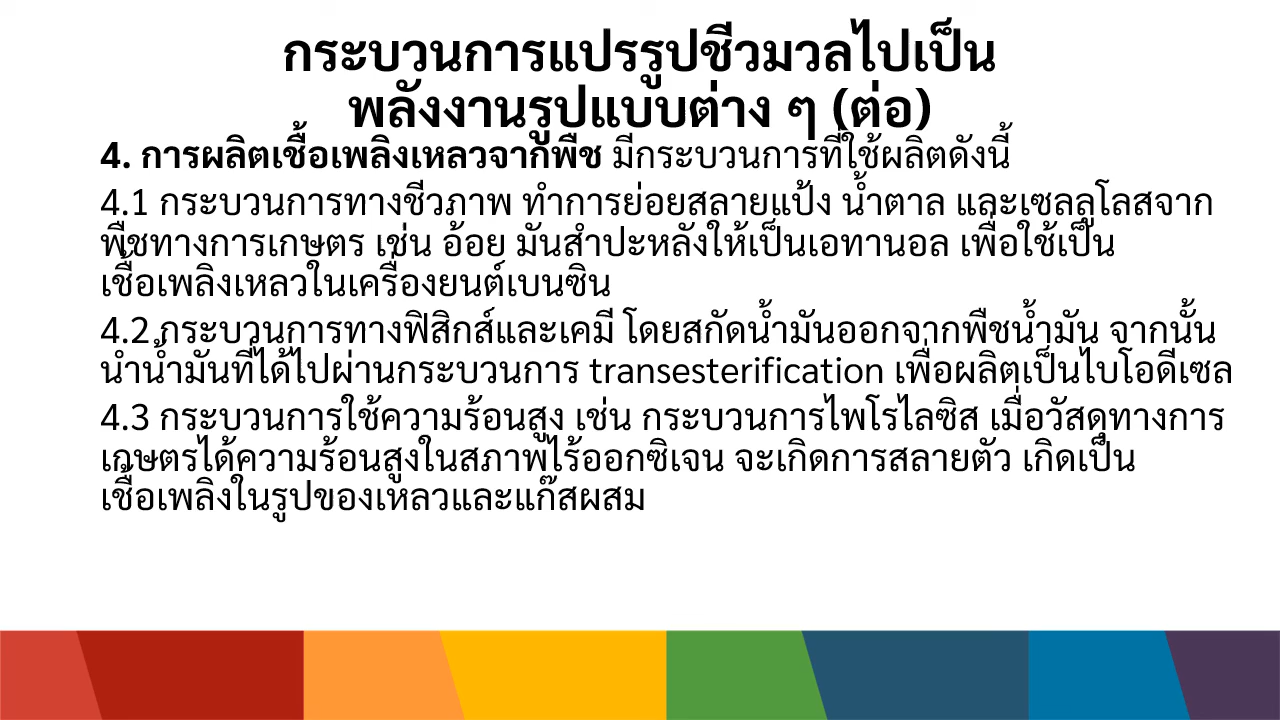 กระบวนการแปรรูปชีวมวลไปเป็น
พลังงานรูปแบบต่าง ๆ (ต่อ)
4. การผลิตเชื้อเพลิงเหลวจากพืช มีกระบวนการที่ใช้ผลิตดังนี้
4.1 กระบวนการทางชีวภาพ ทำการย่อยสลายแป้ง น้ำตาล และเซลลูโลสจาก
พืชทางการเกษตร เช่น อ้อย มันสำปะหลังให้เป็นเอทานอล เพื่อใช้เป็น
เชื้อเพลิงเหลวในเครื่องยนต์เบนซิน
4.2 กระบวนการทางฟิสิกส์และเคมี โดยสกัดน้ำมันออกจากพืชน้ำมัน จากนั้น
นำน้ำมันที่ได้ไปผ่านกระบวนการ transesterification เพื่อผลิตเป็นไบโอดีเซล
4.3 กระบวนการใช้ความร้อนสูง เช่น กระบวนการไพโรไลซิส เมื่อวัสดุทางการ
เกษตรได้ความร้อนสูงในสภาพไร้ออกซิเจน จะเกิดการสลายตัว เกิดเป็น
เชื้อเพลิงในรูปของเหลวและแก๊สผสม